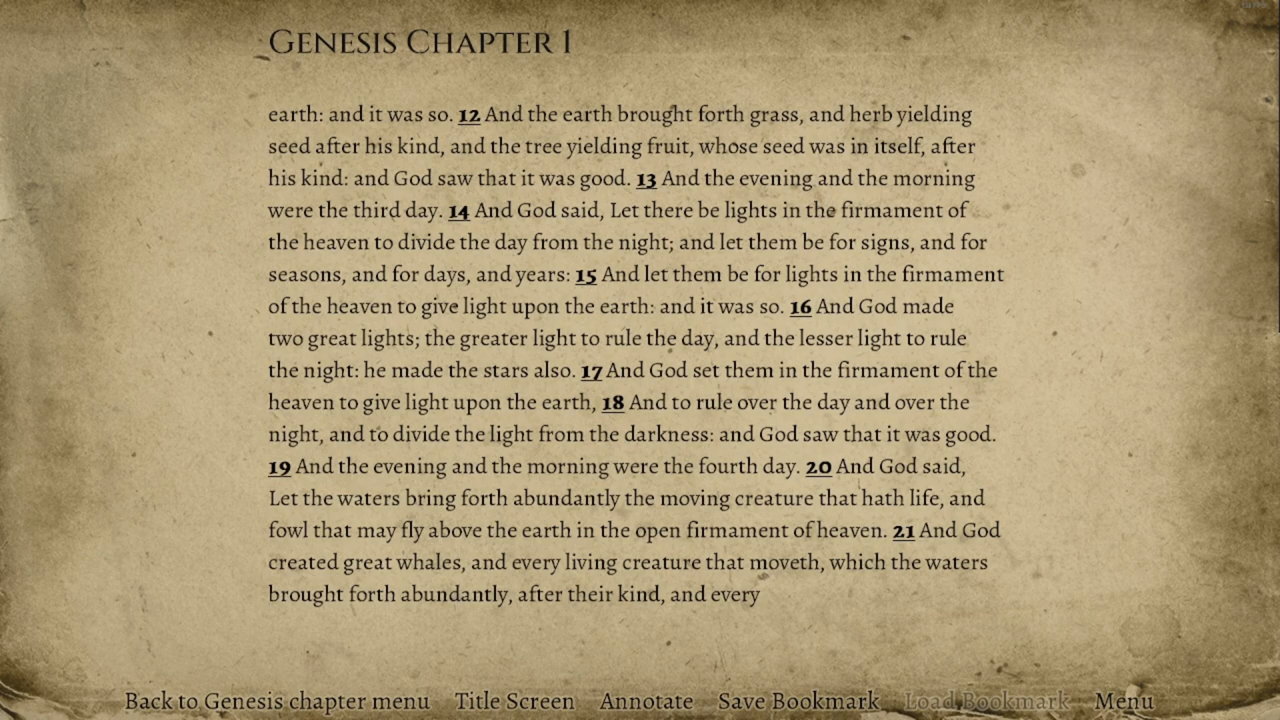 Genesis Chapter 1
earth: and it was so. 12 And the earth brought forth grass, and herb yielding
seed after his kind, and the tree yielding fruit, whose seed was in itself, after
his kind: and God saw that it was good. 13 And the evening and the morning
were the third day. 14 And God said, Let there be lights in the firmament of
the heaven to divide the day from the night; and let them be for signs, and for
seasons, and for days, and years: 15 And let them be for lights in the firmament
of the heaven to give light upon the earth: and it was so. 16 And God made
two great lights; the greater light to rule the day, and the lesser light to rule
the night: he made the stars also. 17 And God set them in the firmament of the
heaven to give light upon the earth, 18 And to rule over the day and over the
night, and to divide the light from the darkness: and God saw that it was good.
19 And the evening and the morning were the fourth day. 20 And God said,
Let the waters bring forth abundantly the moving creature that hath life, and
fowl that may fly above the earth in the open firmament of heaven. 21 And God
created great whales, and every living creature that moveth, which the waters
brought forth abundantly, after their kind, and every
Back to Genesis chapter menu Title Screen Annotate Save Bookmark Load Bookmark Menu